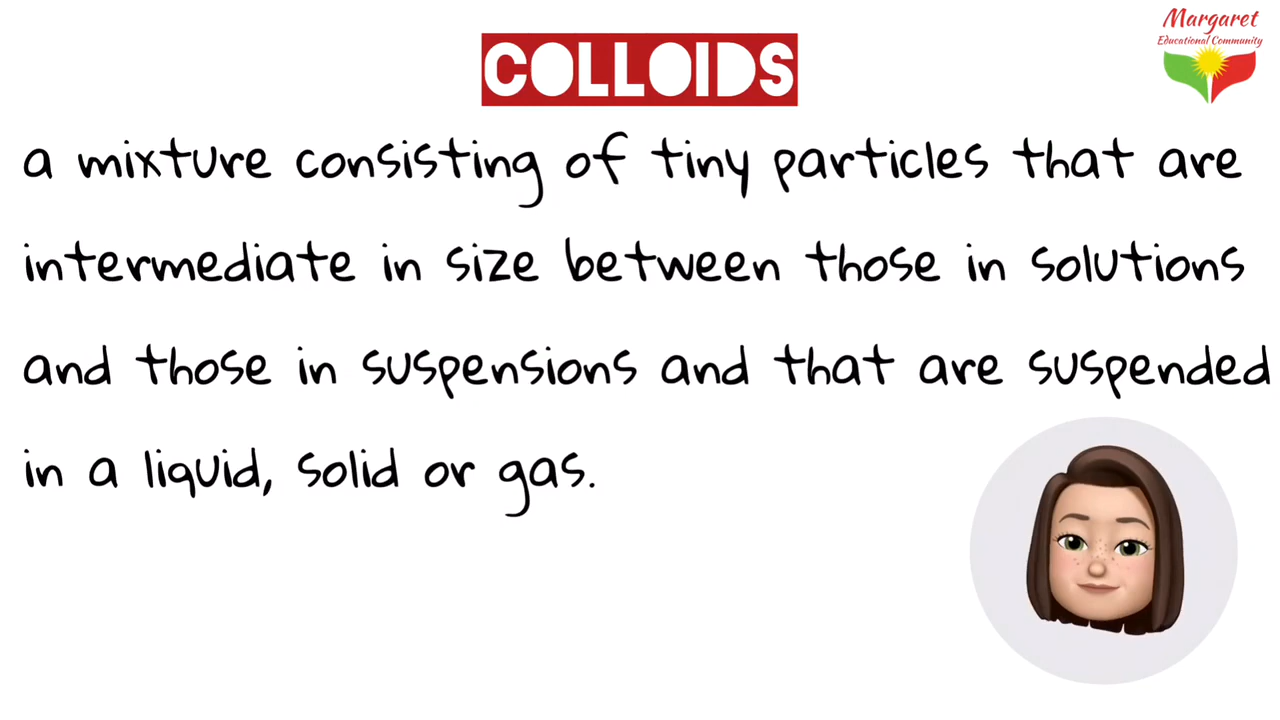 Margaret
Educational Community
COLLOIDS
a mixture consisting of tiny particles that are
intermediate in size between those in solutions
and those in suspensions and that are suspended
in a liquid, solid or gas.